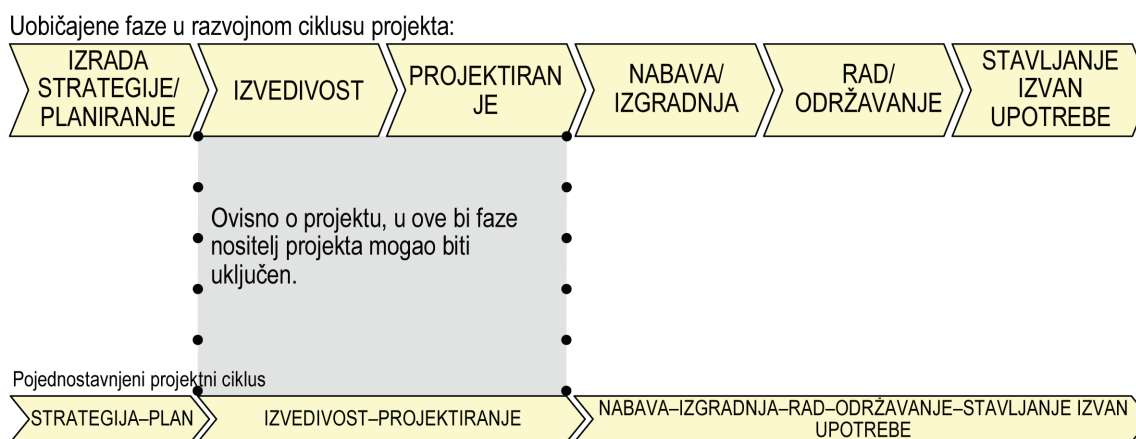 Uobičajene faze u razvojnom ciklusu projekta:
IZRADA
STRATEGIJE/
PLANIRANJE
IZVEDIVOST
PROJEKTIRAN
JE
NABAVA/
IZGRADNJA
RAD/
ODRŽAVANJE
STAVLJANJE
IZVAN
UPOTREBE
Ovisno o projektu, u ove bi faze
nositelj projekta mogao biti
uključen.
Pojednostavnjeni projektni ciklus
STRATEGIJA–PLAN
IZVEDIVOST–PROJEKTIRANJE
NABAVA–IZGRADNJA–RAD–ODRŽAVANJE–STAVLJANJE IZVAN
UPOTREBE